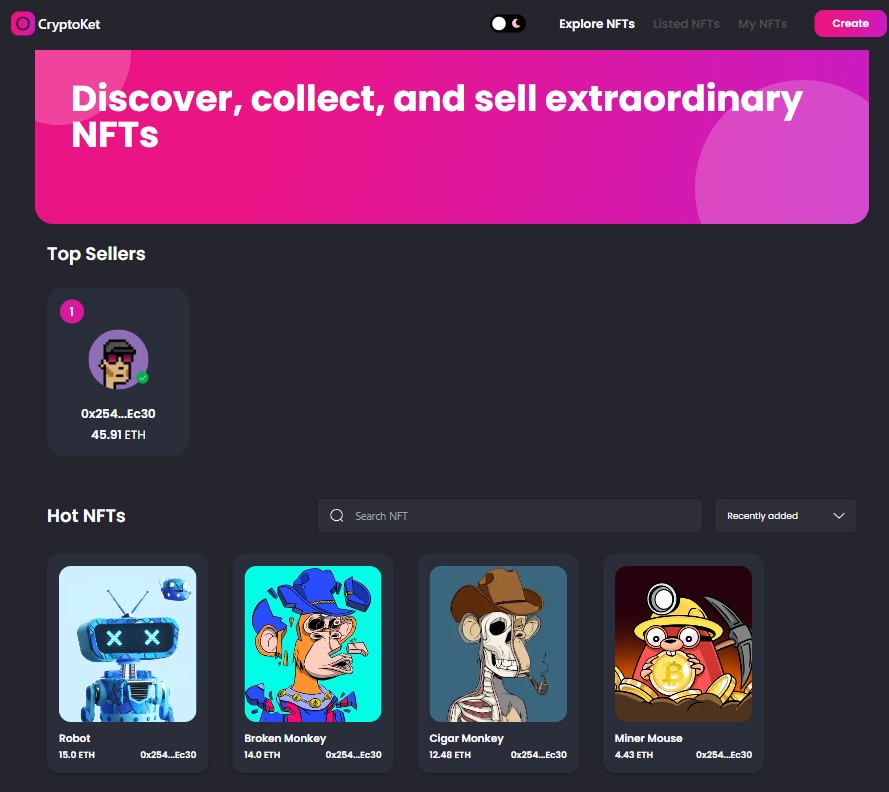 CryptoKet
Explore NFTs
Listed NFTs
My NFTs
Create
Discover, collect, and sell extraordinary
NFTs
Top Sellers
1
0x254...Ec30
45.91 ETH
Hot NFTs
Search NFT
Recently added
Robot
15.0 ETH
0x254...Ec30
Broken Monkey
14.0 ETH
0x254...Ec30
Cigar Monkey
12.48 ETH
0x254...Ec30
Miner Mouse
4.43 ETH
0x254...Ec30